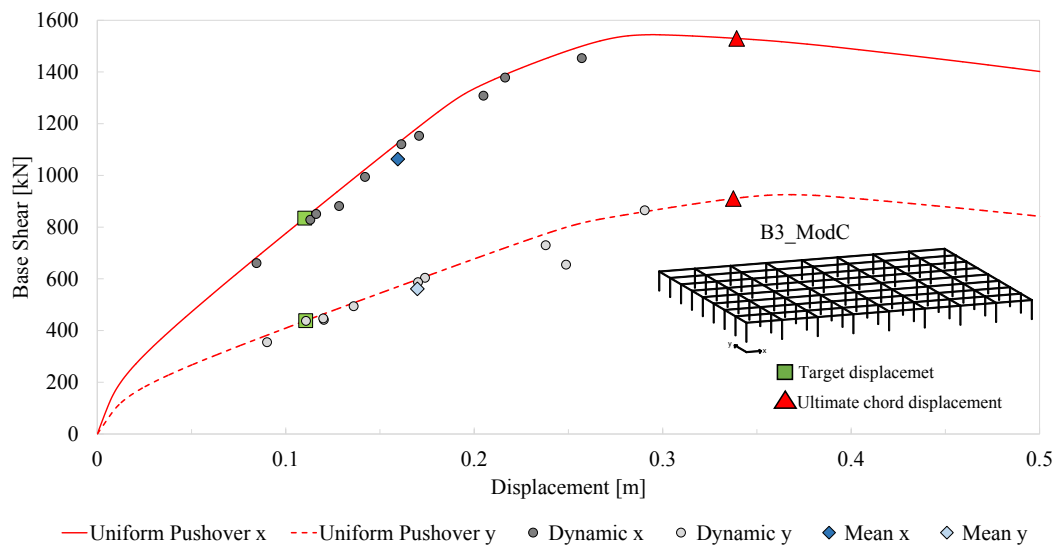 1600
1400
1200
1000
800
600
400
200
0
Base Shear [kN]
0
0.1
0.2
0.3
0.4
0.5
Displacement [m]
B3_ModC
y
x
Target displacemet
Ultimate chord displacement
Uniform Pushover x
Uniform Pushover y
Dynamic x
Dynamic y
Mean x
Mean y